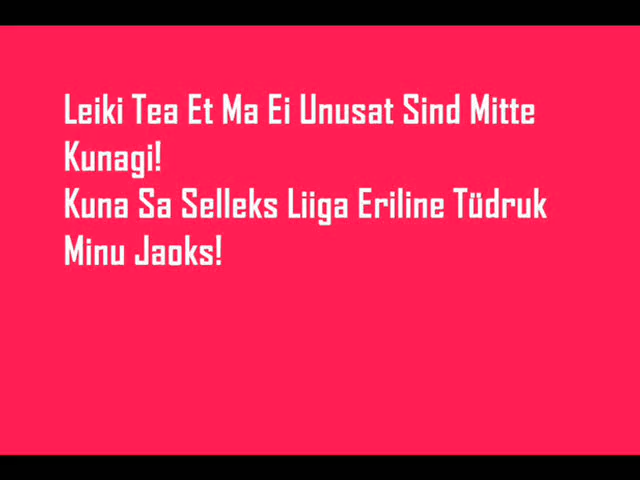 Leiki Tea Et Ma Ei Unusat Sind Mitte
Kunagi!
Kuna Sa Selleks Liiga Eriline Tüdruk
Minu Jaoks!